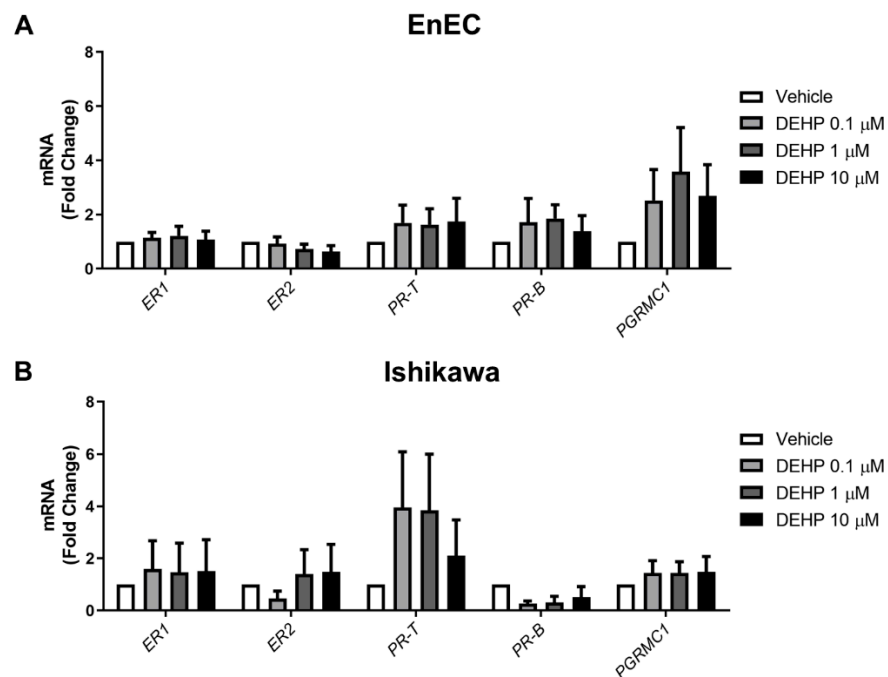 A
EnEC
8
6
4
2
0
mRNA
(Fold Change)
ER1
ER2
PR-T
PR-B
PGRMC1
Vehicle
DEHP 0.1 μM
DEHP 1 μM
DEHP 10 μM
B
Ishikawa
8
6
4
2
0
mRNA
(Fold Change)
ER1
ER2
PR-T
PR-B
PGRMC1
Vehicle
DEHP 0.1 μM
DEHP 1 μM
DEHP 10 μM